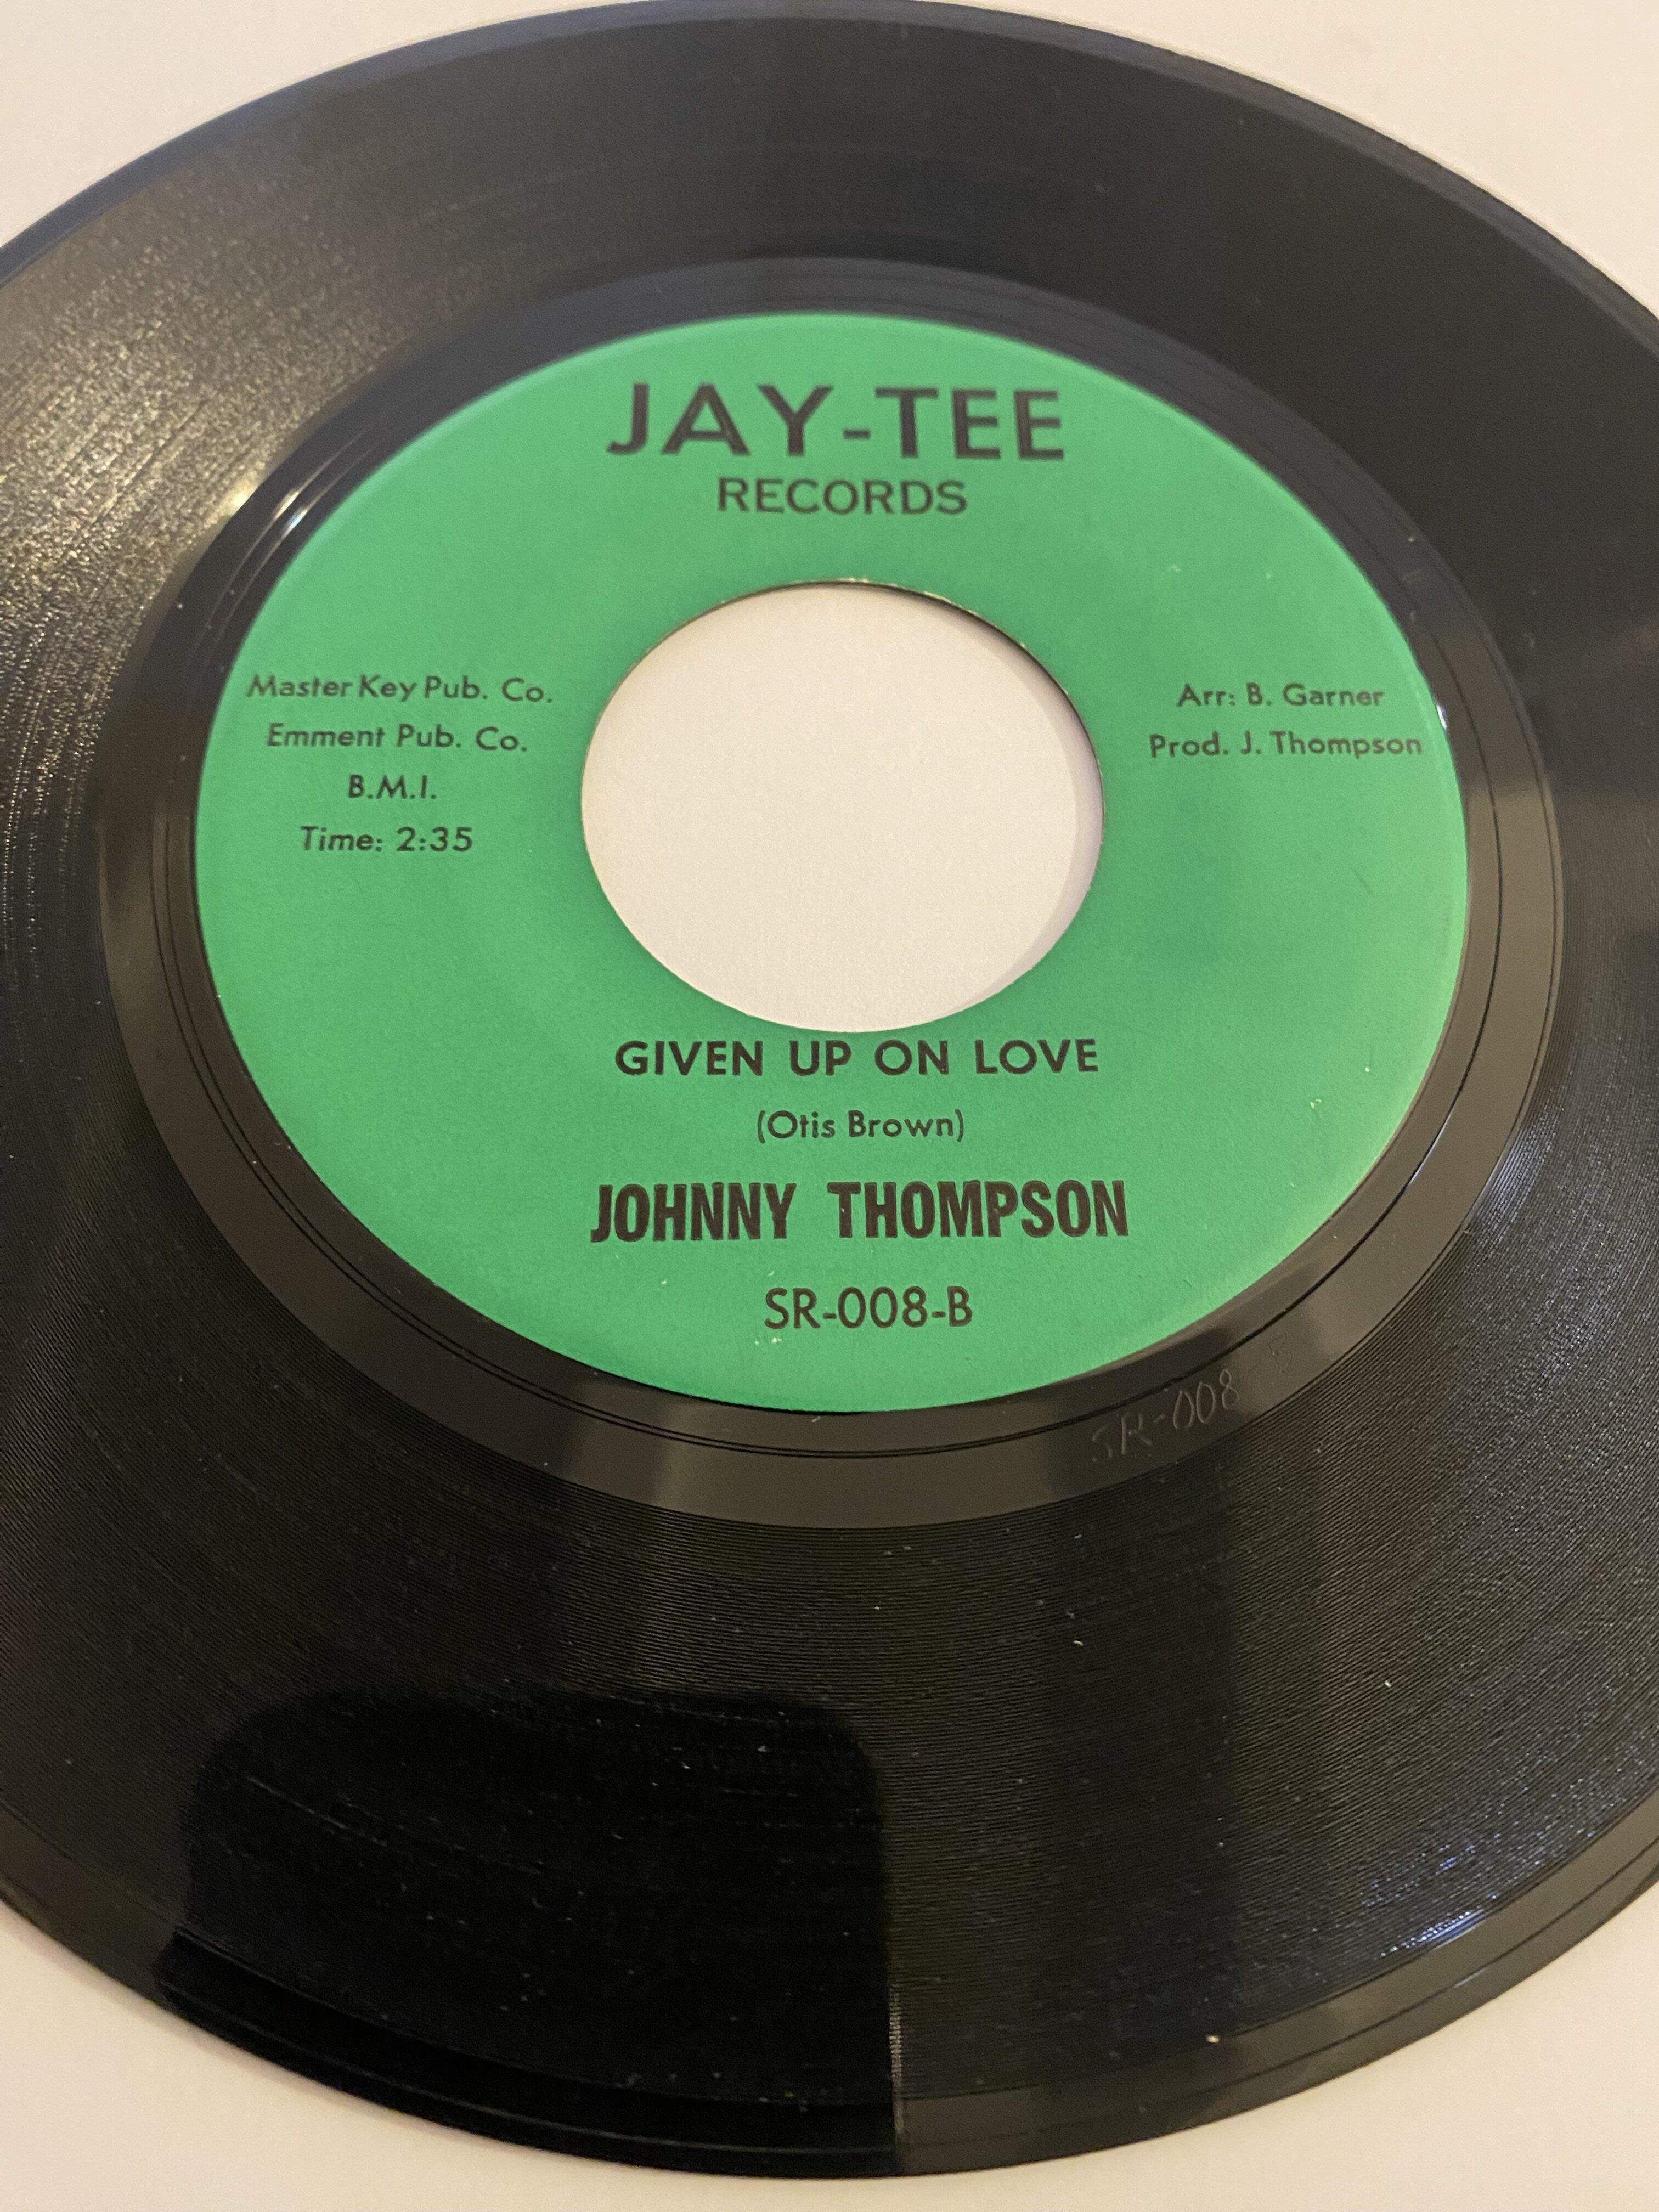 JAY-TEE
RECORDS
Master Key Pub. Co.
Emment Pub. Co.
B.M.I.
Time: 2:35
Arr: B. Garner
Prod. J. Thompson
GIVEN UP ON LOVE
(Otis Brown)
JOHNNY THOMPSON
SR-008-B
SR-008-B